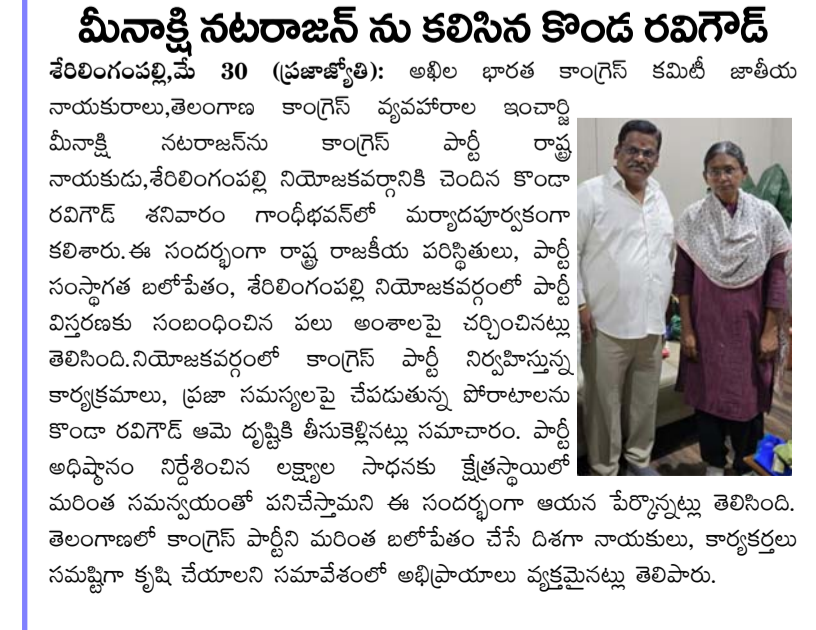 మీనాక్షి నటరాజన్ ను కలిసిన కొండ రవిగౌడ్
శేరిలింగంపల్లి,మే 30 (ప్రజాజ్యోతి): అఖిల భారత కాంగ్రెస్ కమిటీ జాతీయ
నాయకురాలు,తెలంగాణ కాంగ్రెస్ వ్యవహారాల ఇంచార్జి
మీనాక్షి నటరాజన్‌ను కాంగ్రెస్ పార్టీ రాష్ట్ర
నాయకుడు,శేరిలింగంపల్లి నియోజకవర్గానికి చెందిన కొండా
రవిగౌడ్ శనివారం గాంధీభవన్‌లో మర్యాదపూర్వకంగా
కలిశారు.ఈ సందర్భంగా రాష్ట్ర రాజకీయ పరిస్థితులు, పార్టీ
సంస్థాగత బలోపేతం, శేరిలింగంపల్లి నియోజకవర్గంలో పార్టీ
విస్తరణకు సంబంధించిన పలు అంశాలపై చర్చించినట్లు
తెలిసింది.నియోజకవర్గంలో కాంగ్రెస్ పార్టీ నిర్వహిస్తున్న
కార్యక్రమాలు, ప్రజా సమస్యలపై చేపడుతున్న పోరాటాలను
కొండా రవిగౌడ్ ఆమె దృష్టికి తీసుకెళ్లినట్లు సమాచారం. పార్టీ
అధిష్ఠానం నిర్దేశించిన లక్ష్యాల సాధనకు క్షేత్రస్థాయిలో
మరింత సమన్వయంతో పనిచేస్తామని ఈ సందర్భంగా ఆయన పేర్కొన్నట్లు తెలిసింది.
తెలంగాణలో కాంగ్రెస్ పార్టీని మరింత బలోపేతం చేసే దిశగా నాయకులు, కార్యకర్తలు
సమష్టిగా కృషి చేయాలని సమావేశంలో అభిప్రాయాలు వ్యక్తమైనట్లు తెలిపారు.